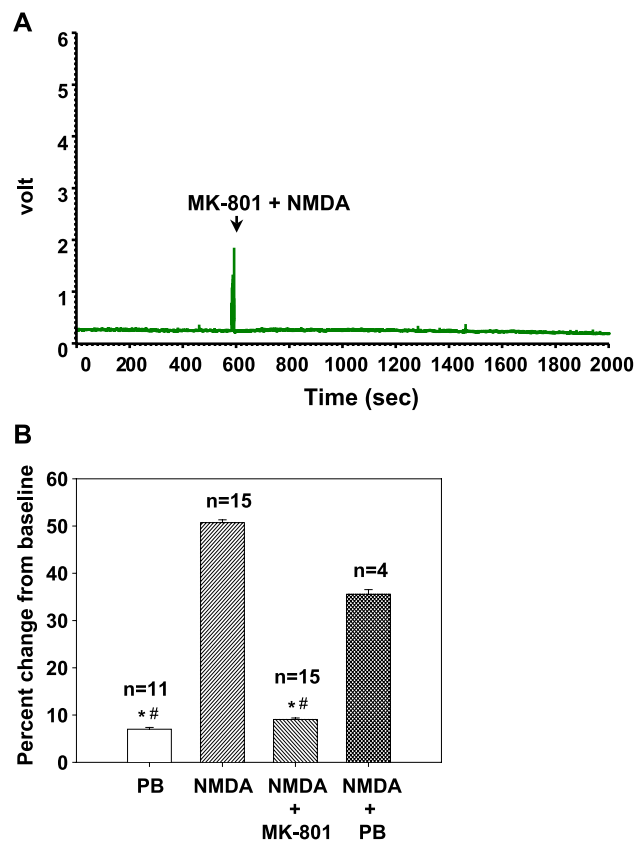 A
6
5
4
3
2
1
0
volt
MK-801 + NMDA
0 200 400 600 800 1000 1200 1400 1600 1800 2000
Time (sec)
B
60
50
40
30
20
10
0
Percent change from baseline
n=11
* #
n=15
n=15
* #
n=4
PB NMDA NMDA NMDA
+ +
MK-801 PB